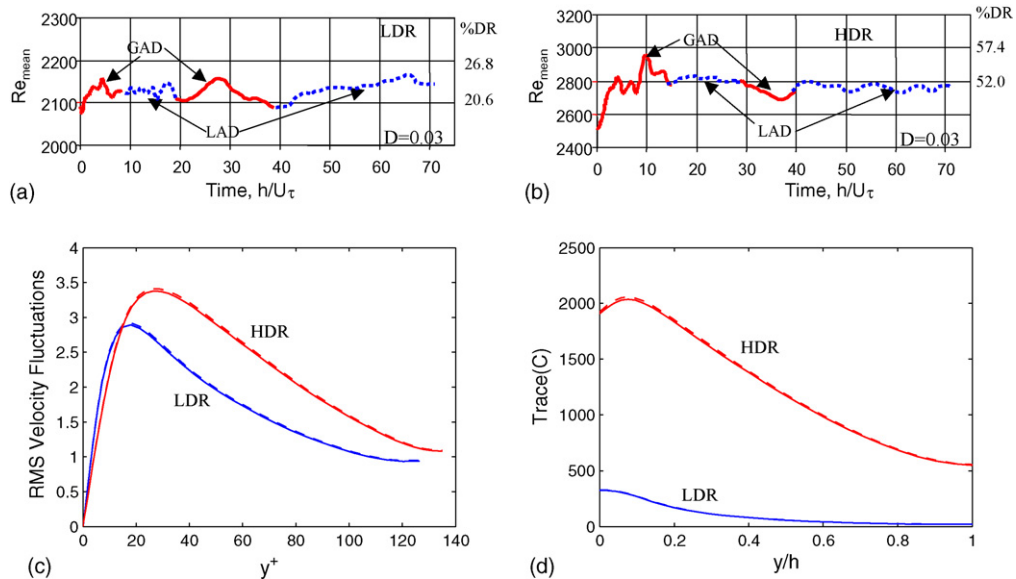 2300
LDR
%DR
GAD
2200
26.8
Re_mean
2100
20.6
LAD
2000
D=0.03
0 10 20 30 40 50 60 70
(a)
Time, h/Uτ
3200
HDR
%DR
GAD
3000
57.4
Re_mean
2800
52.0
2600
LAD
2400
D=0.03
0 10 20 30 40 50 60 70
(b)
Time, h/Uτ
4
3.5
3
2.5
2
1.5
1
0.5
0
RMS Velocity Fluctuations
HDR
LDR
0 20 40 60 80 100 120 140
(c)
y+
2500
2000
1500
1000
500
0
Trace(C)
HDR
LDR
0 0.2 0.4 0.6 0.8 1
(d)
y/h